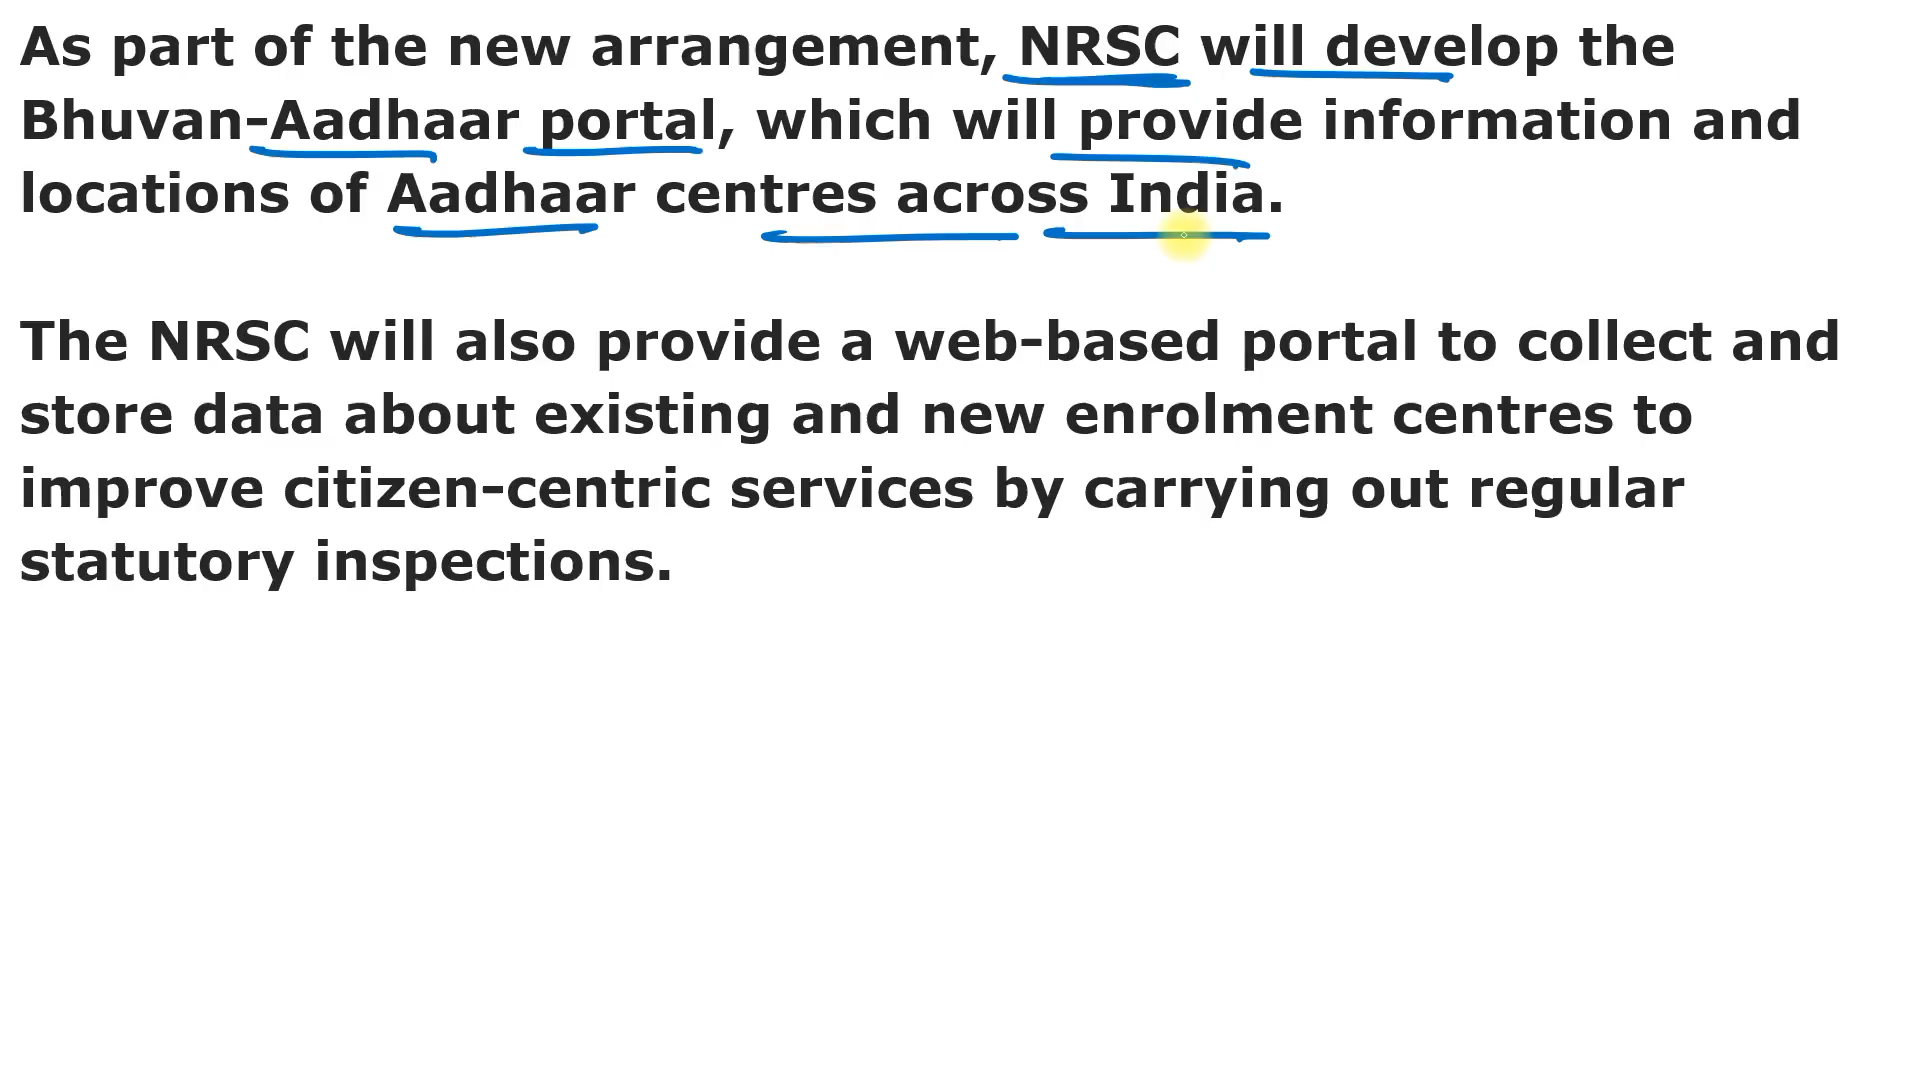 As part of the new arrangement, NRSC will develop the
Bhuvan-Aadhaar portal, which will provide information and
locations of Aadhaar centres across India.
The NRSC will also provide a web-based portal to collect and
store data about existing and new enrolment centres to
improve citizen-centric services by carrying out regular
statutory inspections.